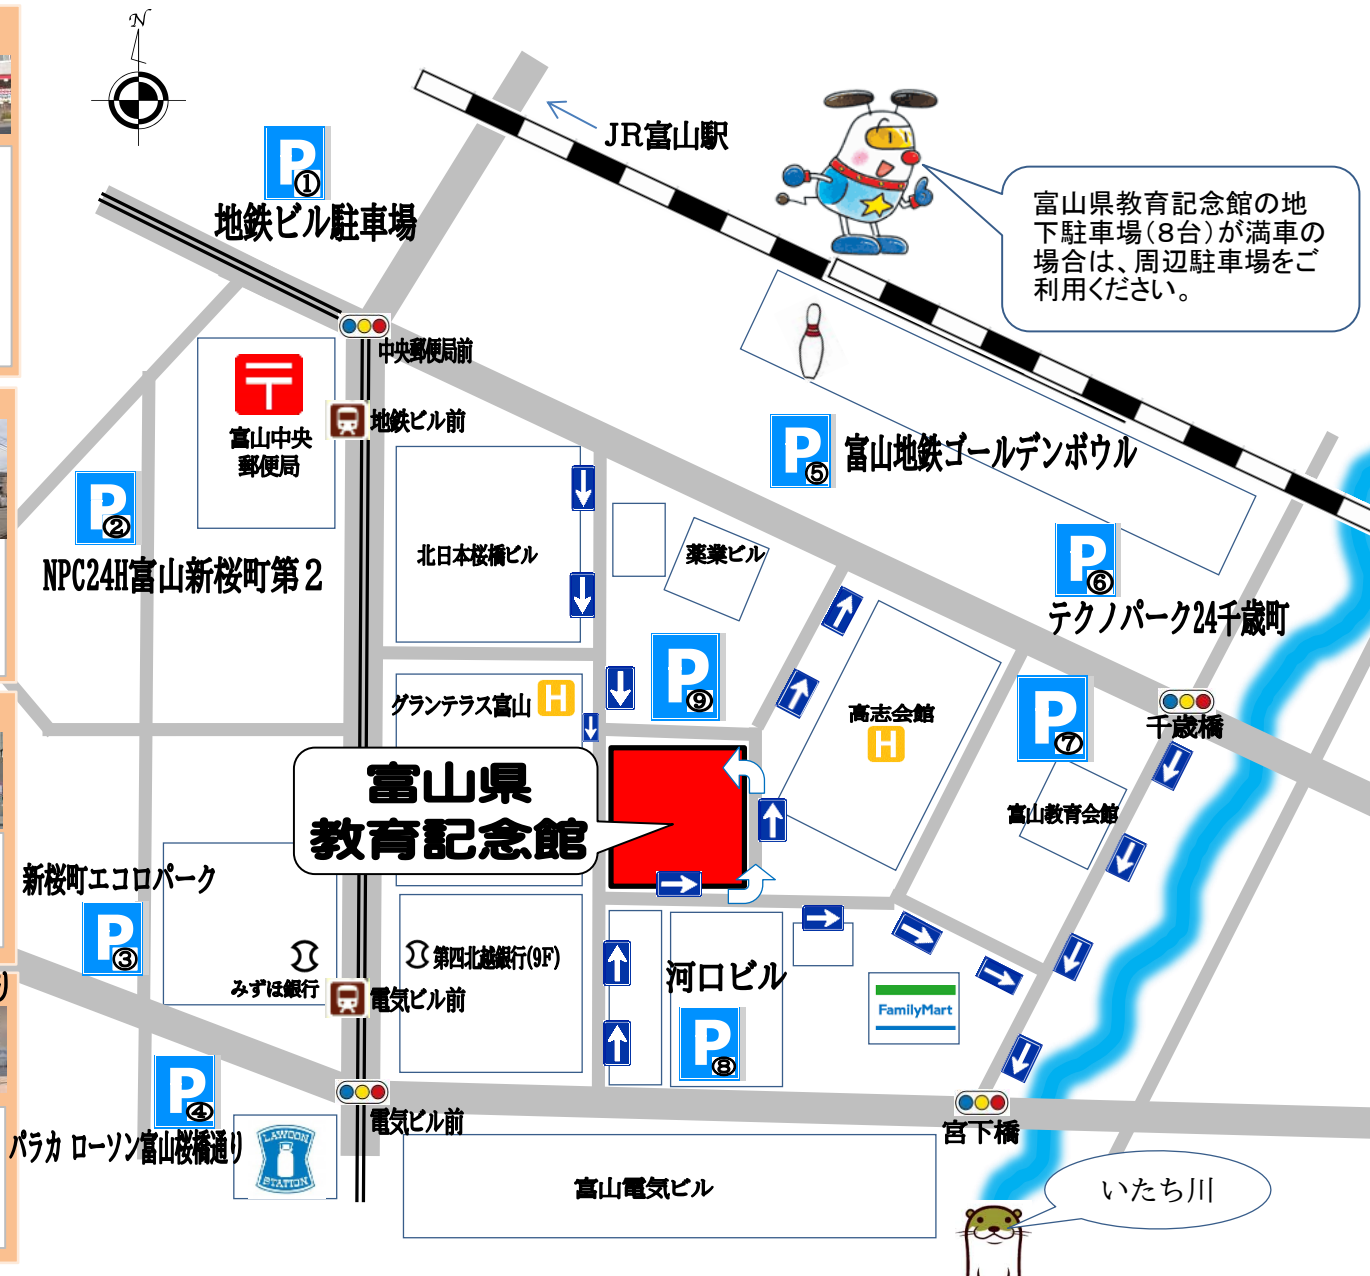 N
JR富山駅
富山県教育記念館の地
下駐車場(8台)が満車の
場合は、周辺駐車場をご
利用ください。
P①
地鉄ビル駐車場
中央郵便局前
地鉄ビル前
富山中央
郵便局
P②
NPC24H富山新桜町第2
北日本桜橋ビル
薬業ビル
P⑤
富山地鉄ゴールデンボウル
P⑥
テクノパーク24千歳町
P⑨
グランテラス富山
H
高志会館
H
P⑦
千歳橋
富山県
教育記念館
富山教育会館
新桜町エコロパーク
P③
みずほ銀行
第四北越銀行(9F)
電気ビル前
河口ビル
P⑧
FamilyMart
り
P④
電気ビル前
パラカ ローソン富山桜橋通り
LAWSON
STATION
宮下橋
富山電気ビル
いたち川